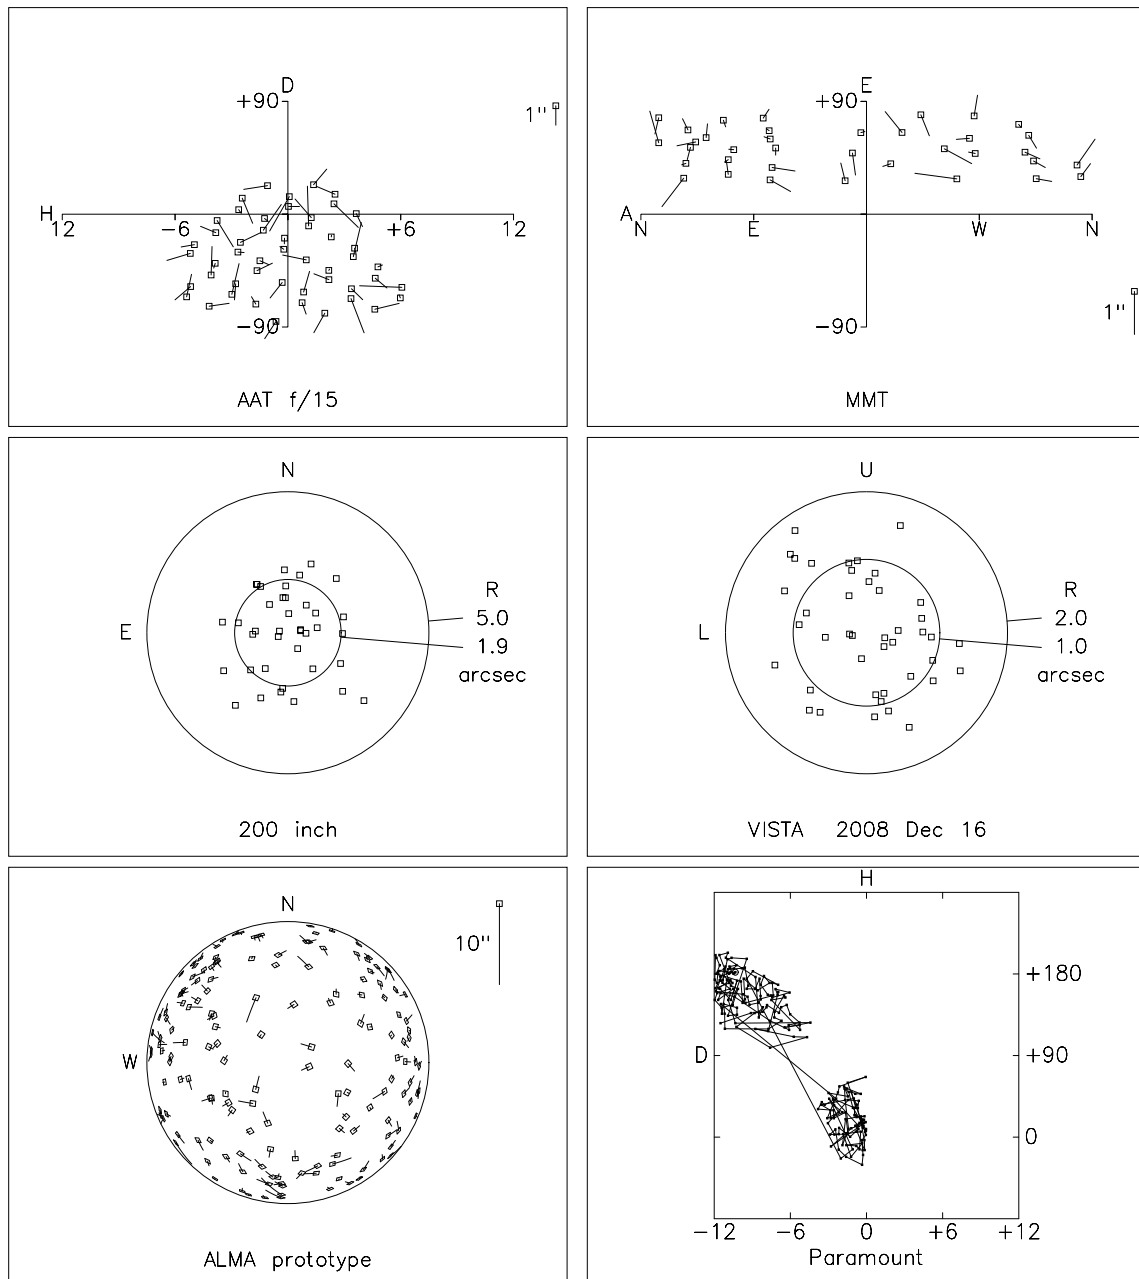 D
+90
1"
H
12
-6
+6
12
-90
AAT f/15
E
+90
A
N
E
W
N
-90
1"
MMT
N
E
R
5.0
1.9
arcsec
200 inch
U
L
R
2.0
1.0
arcsec
VISTA 2008 Dec 16
N
10"
W
ALMA prototype
H
+180
D
+90
0
-12
-6
0
+6
+12
Paramount